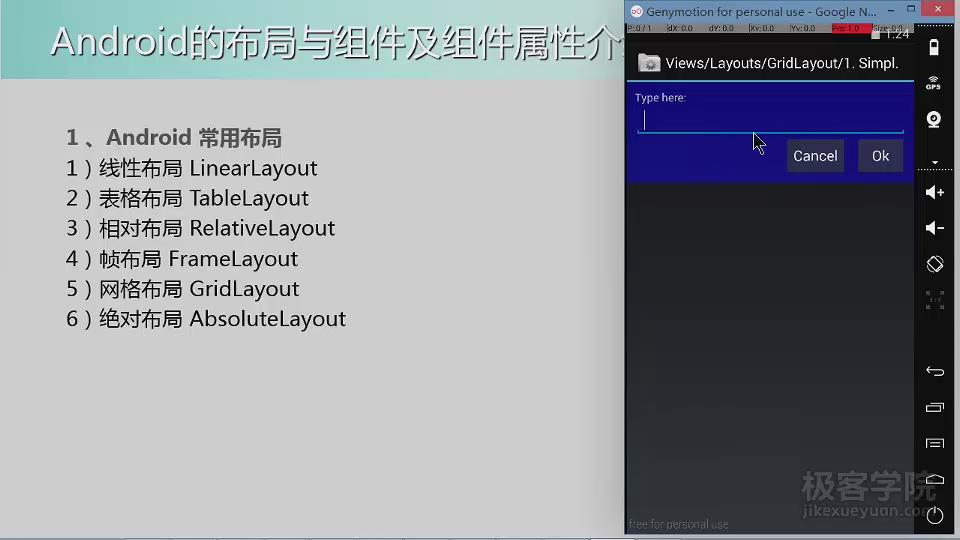 Android的布局与组件及组件属性介
1、Android 常用布局
1）线性布局 LinearLayout
2）表格布局 TableLayout
3）相对布局 RelativeLayout
4）帧布局 FrameLayout
5）网格布局 GridLayout
6）绝对布局 AbsoluteLayout
Genymotion for personal use - Google N...
P: 0 / 1 dX: 0.0 dY: 0.0 Xv: 0.0 Yv: 0.0 Prs: 1.0 Size: 0.0
1:24
Views/Layouts/GridLayout/1. Simpl.
Type here:
Cancel Ok
GPS
1:1
极客学院
jikexueyuan.com
free for personal use